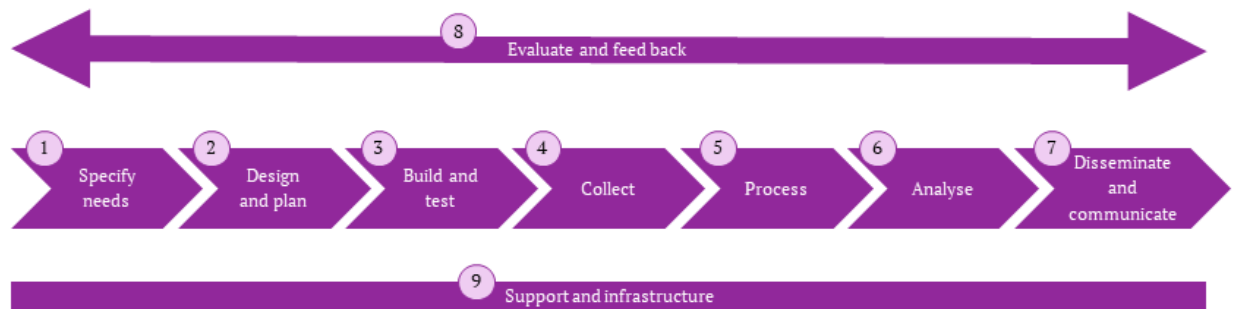 8
Evaluate and feed back
1
Specify
needs
2
Design
and plan
3
Build and
test
4
Collect
5
Process
6
Analyse
7
Disseminate
and
communicate
9
Support and infrastructure